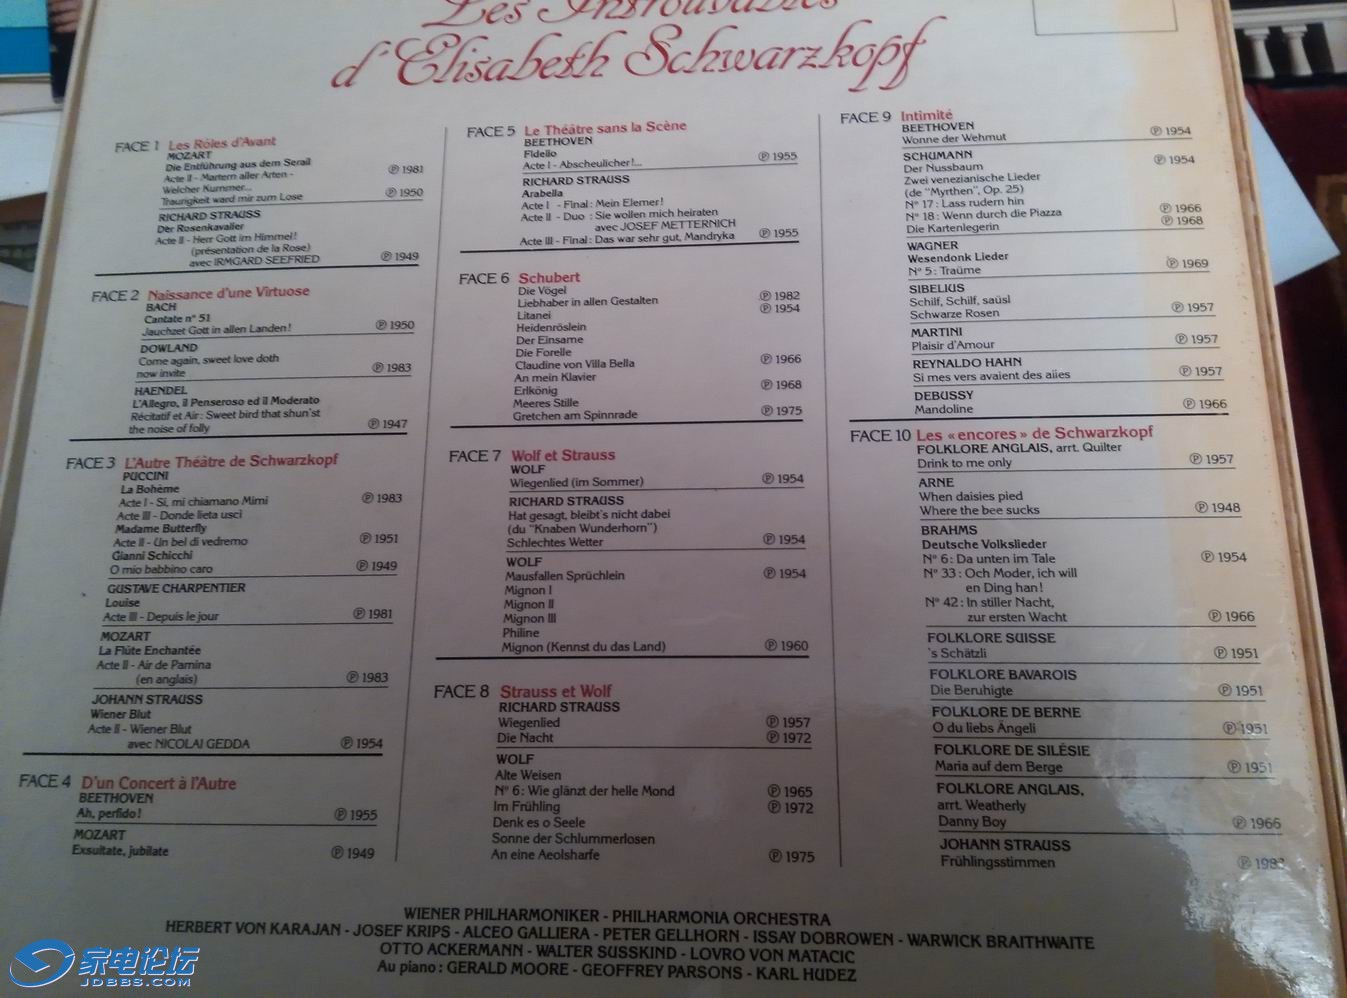 Les Introuvables
d'Elisabeth Schwarzkopf
FACE 1 Les Rôles d'Avant
MOZART
Die Entführung aus dem Serail
Acte II - Martern aller Arten - Ⓟ 1981
Welcher Kummer...
Traurigkeit ward mir zum Lose Ⓟ 1950
RICHARD STRAUSS
Der Rosenkavalier
Acte II - Herr Gott im Himmel!
(présentation de la Rose)
avec IRMGARD SEEFRIED Ⓟ 1949
FACE 2 Naissance d'une Virtuose
BACH
Cantate n° 51
Jauchzet Gott in allen Landen! Ⓟ 1950
DOWLAND
Come again, sweet love doth
now invite Ⓟ 1983
HAENDEL
L'Allegro, il Penseroso ed il Moderato
Récitatif et Air : Sweet bird that shun'st
the noise of folly Ⓟ 1947
FACE 3 L'Autre Théâtre de Schwarzkopf
PUCCINI
La Bohème
Acte I - Si, mi chiamano Mimi Ⓟ 1983
Acte III - Donde lieta usci
Madame Butterfly
Acte II - Un bel di vedremo Ⓟ 1951
Gianni Schicchi
O mio babbino caro Ⓟ 1949
GUSTAVE CHARPENTIER
Louise
Acte III - Depuis le jour Ⓟ 1981
MOZART
La Flûte Enchantée
Acte II - Air de Pamina
(en anglais) Ⓟ 1983
JOHANN STRAUSS
Wiener Blut
Acte II - Wiener Blut
avec NICOLAI GEDDA Ⓟ 1954
FACE 4 D'un Concert à l'Autre
BEETHOVEN
Ah, perfido! Ⓟ 1955
MOZART
Exsultate, jubilate Ⓟ 1949
FACE 5 Le Théâtre sans la Scène
BEETHOVEN
Fidelio
Acte I - Abscheulicher!... Ⓟ 1955
RICHARD STRAUSS
Arabella
Acte I - Final : Mein Elemer!
Acte II - Duo : Sie wollen mich heiraten
avec JOSEF METTERNICH
Acte III - Final : Das war sehr gut, Mandryka Ⓟ 1955
FACE 6 Schubert
Die Vögel Ⓟ 1982
Liebhaber in allen Gestalten Ⓟ 1954
Litanei
Heidenröslein
Der Einsame
Die Forelle
Claudine von Villa Bella Ⓟ 1966
An mein Klavier
Erlkönig Ⓟ 1968
Meeres Stille
Gretchen am Spinnrade Ⓟ 1975
FACE 7 Wolf et Strauss
WOLF
Wiegenlied (im Sommer) Ⓟ 1954
RICHARD STRAUSS
Hat gesagt, bleibt's nicht dabei
(du "Knaben Wunderhorn")
Schlechtes Wetter Ⓟ 1954
WOLF
Mausfallen Sprüchlein Ⓟ 1954
Mignon I
Mignon II
Mignon III
Philine
Mignon (Kennst du das Land) Ⓟ 1960
FACE 8 Strauss et Wolf
RICHARD STRAUSS
Wiegenlied Ⓟ 1957
Die Nacht Ⓟ 1972
WOLF
Alte Weisen
N° 6 : Wie glänzt der helle Mond Ⓟ 1965
Im Frühling Ⓟ 1972
Denk es o Seele
Sonne der Schlummerlosen
An eine Aeolsharfe Ⓟ 1975
FACE 9 Intimité
BEETHOVEN
Wonne der Wehmut Ⓟ 1954
SCHUMANN
Der Nussbaum Ⓟ 1954
Zwei venezianische Lieder
(de "Myrthen", Op. 25)
N° 17 : Lass rudern hin
N° 18 : Wenn durch die Piazza Ⓟ 1966
Die Kartenlegerin Ⓟ 1968
WAGNER
Wesendonk Lieder
N° 5 : Traüme Ⓟ 1969
SIBELIUS
Schilf, Schilf, saüsl
Schwarze Rosen Ⓟ 1957
MARTINI
Plaisir d'Amour Ⓟ 1957
REYNALDO HAHN
Si mes vers avaient des aiies Ⓟ 1957
DEBUSSY
Mandoline Ⓟ 1966
FACE 10 Les «encores» de Schwarzkopf
FOLKLORE ANGLAIS, arrt. Quilter
Drink to me only Ⓟ 1957
ARNE
When daisies pied
Where the bee sucks Ⓟ 1948
BRAHMS
Deutsche Volkslieder
N° 6 : Da unten im Tale Ⓟ 1954
N° 33 : Och Moder, ich will
en Ding han!
N° 42 : In stiller Nacht,
zur ersten Wacht Ⓟ 1966
FOLKLORE SUISSE
's Schätzli Ⓟ 1951
FOLKLORE BAVAROIS
Die Beruhigte Ⓟ 1951
FOLKLORE DE BERNE
O du liebs Ängeli Ⓟ 1951
FOLKLORE DE SILÉSIE
Maria auf dem Berge Ⓟ 1951
FOLKLORE ANGLAIS,
arrt. Weatherly
Danny Boy Ⓟ 1966
JOHANN STRAUSS
Frühlingsstimmen Ⓟ
WIENER PHILHARMONIKER - PHILHARMONIA ORCHESTRA
HERBERT VON KARAJAN - JOSEF KRIPS - ALCEO GALLIERA - PETER GELLHORN - ISSAY DOBROWEN - WARWICK BRAITHWAITE
OTTO ACKERMANN - WALTER SUSSKIND - LOVRO VON MATACIC
Au piano : GERALD MOORE - GEOFFREY PARSONS - KARL HUDEZ
家电论坛
JDBBS.COM